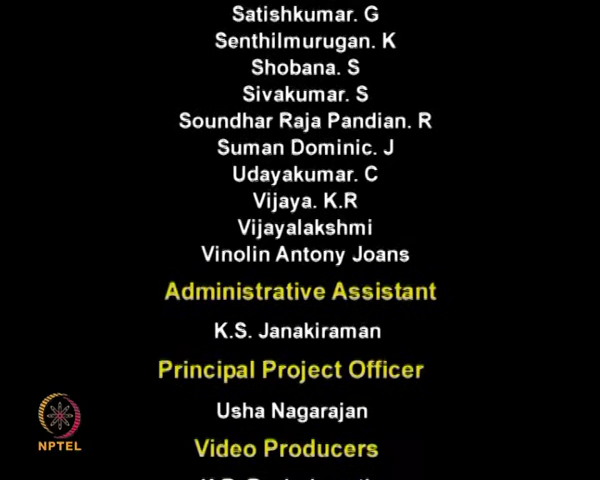 Satishkumar. G
Senthilmurugan. K
Shobana. S
Sivakumar. S
Soundhar Raja Pandian. R
Suman Dominic. J
Udayakumar. C
Vijaya. K.R
Vijayalakshmi
Vinolin Antony Joans
Administrative Assistant
K.S. Janakiraman
Principal Project Officer
Usha Nagarajan
Video Producers
NPTEL